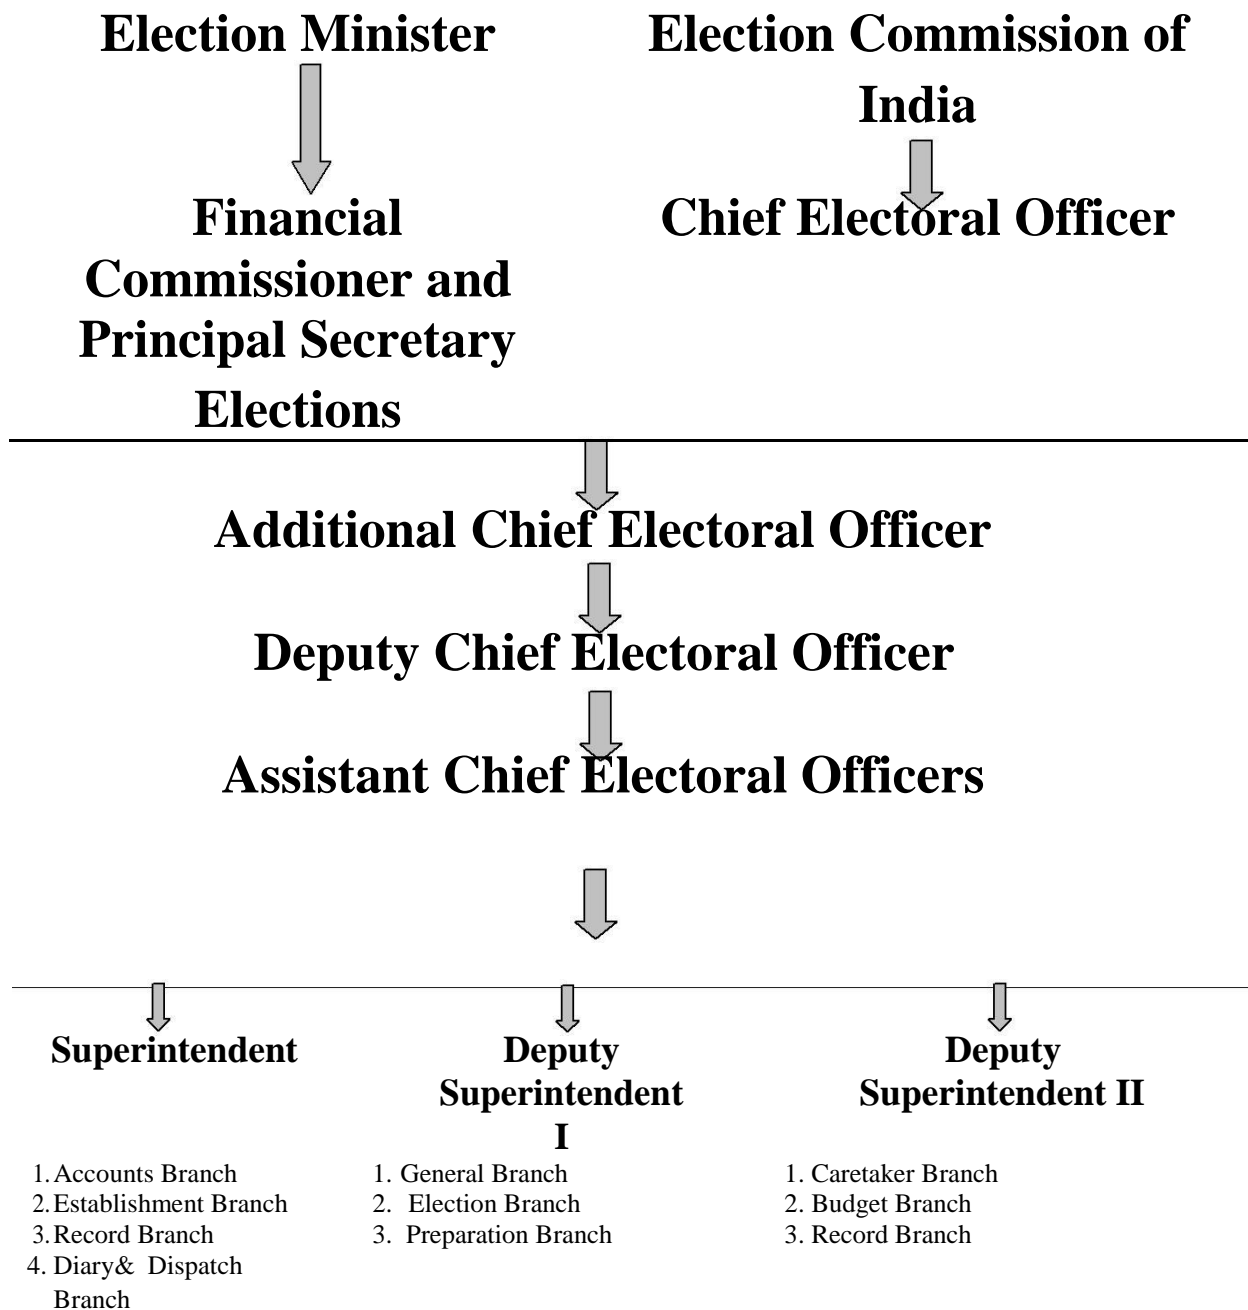 Election Minister
Election Commission of
India
Financial
Commissioner and
Principal Secretary
Elections
Chief Electoral Officer
Additional Chief Electoral Officer
Deputy Chief Electoral Officer
Assistant Chief Electoral Officers
Superintendent
1. Accounts Branch
2. Establishment Branch
3. Record Branch
4. Diary& Dispatch
Branch
Deputy
Superintendent
I
1. General Branch
2. Election Branch
3. Preparation Branch
Deputy
Superintendent II
1. Caretaker Branch
2. Budget Branch
3. Record Branch